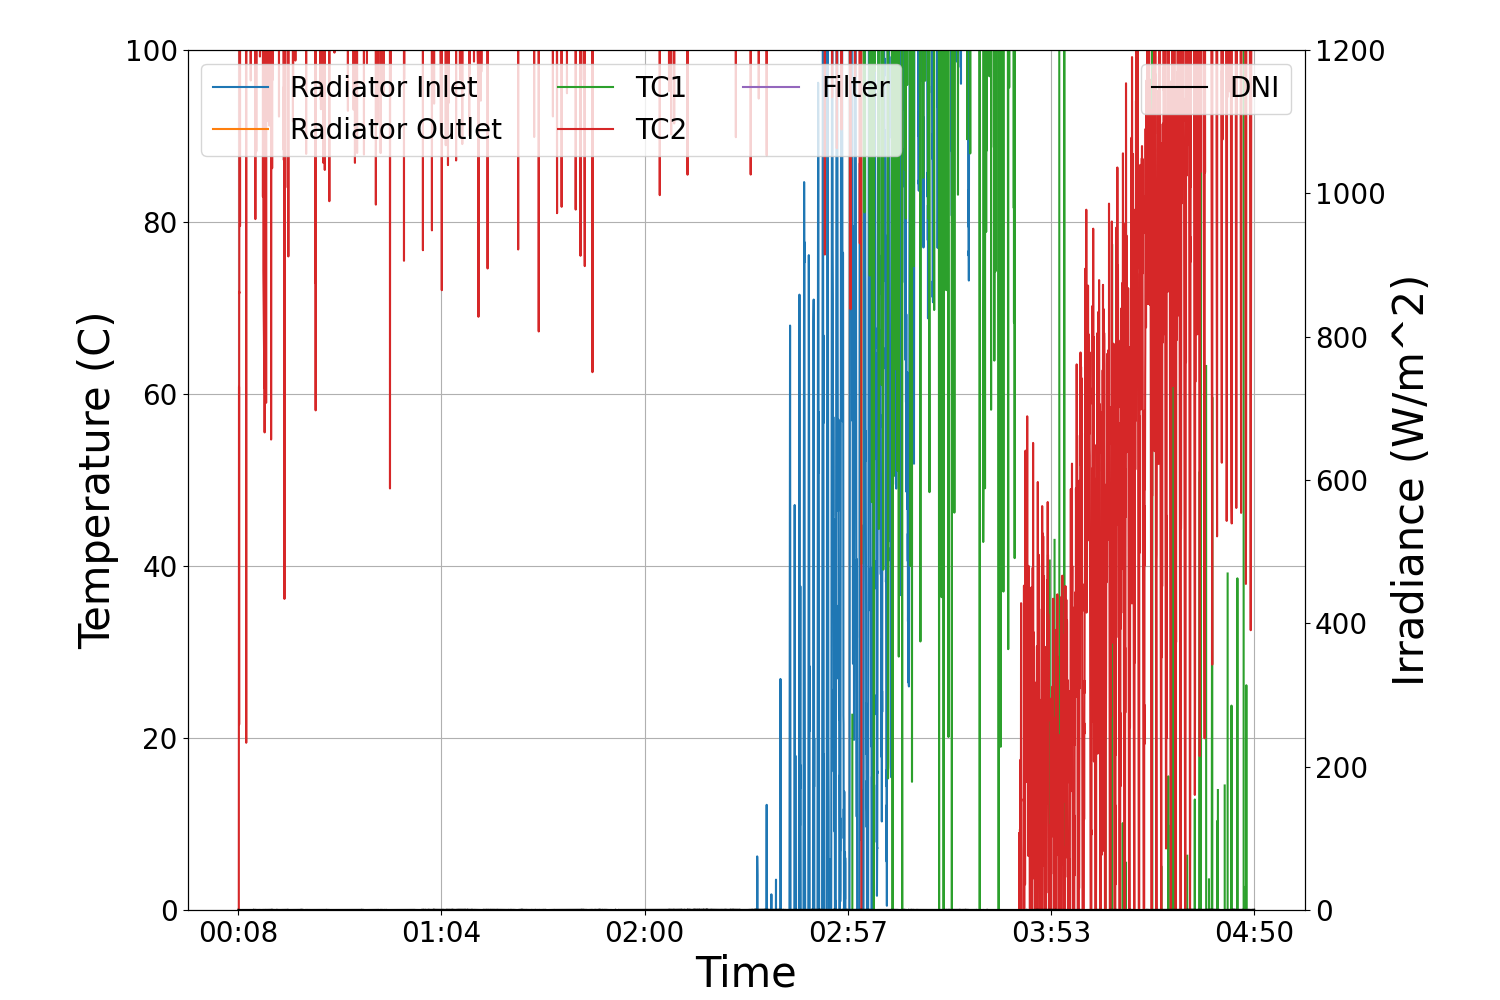 100
80
60
40
20
0
Temperature (C)
Radiator Inlet
Radiator Outlet
TC1
TC2
Filter
DNI
1200
1000
800
600
400
200
0
Irradiance (W/m^2)
00:08 01:04 02:00 02:57 03:53 04:50
Time